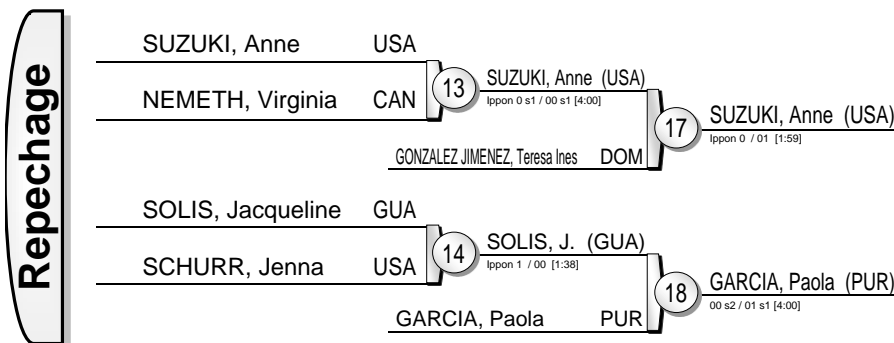 Repechage
SUZUKI, Anne USA
NEMETH, Virginia CAN
13
SUZUKI, Anne (USA)
Ippon 0 s1 / 00 s1 [4:00]
GONZALEZ JIMENEZ, Teresa Ines DOM
17
SUZUKI, Anne (USA)
Ippon 0 / 01 [1:59]
SOLIS, Jacqueline GUA
SCHURR, Jenna USA
14
SOLIS, J. (GUA)
Ippon 1 / 00 [1:38]
GARCIA, Paola PUR
18
GARCIA, Paola (PUR)
00 s2 / 01 s1 [4:00]